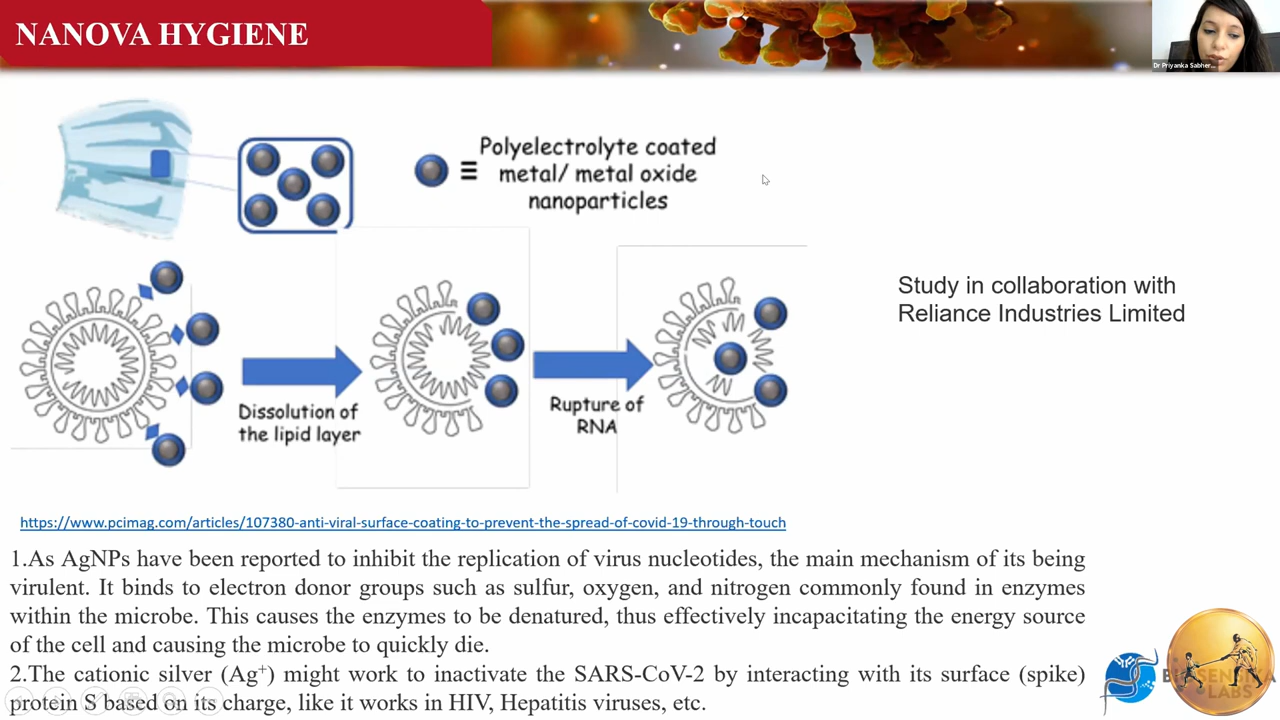 NANOVA HYGIENE
Dr Priyanka Sabher...
Polyelectrolyte coated
metal/ metal oxide
nanoparticles
Study in collaboration with
Reliance Industries Limited
Dissolution of
the lipid layer
Rupture of
RNA
https://www.pcimag.com/articles/107380-anti-viral-surface-coating-to-prevent-the-spread-of-covid-19-through-touch
1.As AgNPs have been reported to inhibit the replication of virus nucleotides, the main mechanism of its being
virulent. It binds to electron donor groups such as sulfur, oxygen, and nitrogen commonly found in enzymes
within the microbe. This causes the enzymes to be denatured, thus effectively incapacitating the energy source
of the cell and causing the microbe to quickly die.
2.The cationic silver (Ag⁺) might work to inactivate the SARS-CoV-2 by interacting with its surface (spike)
protein S based on its charge, like it works in HIV, Hepatitis viruses, etc.
LABS